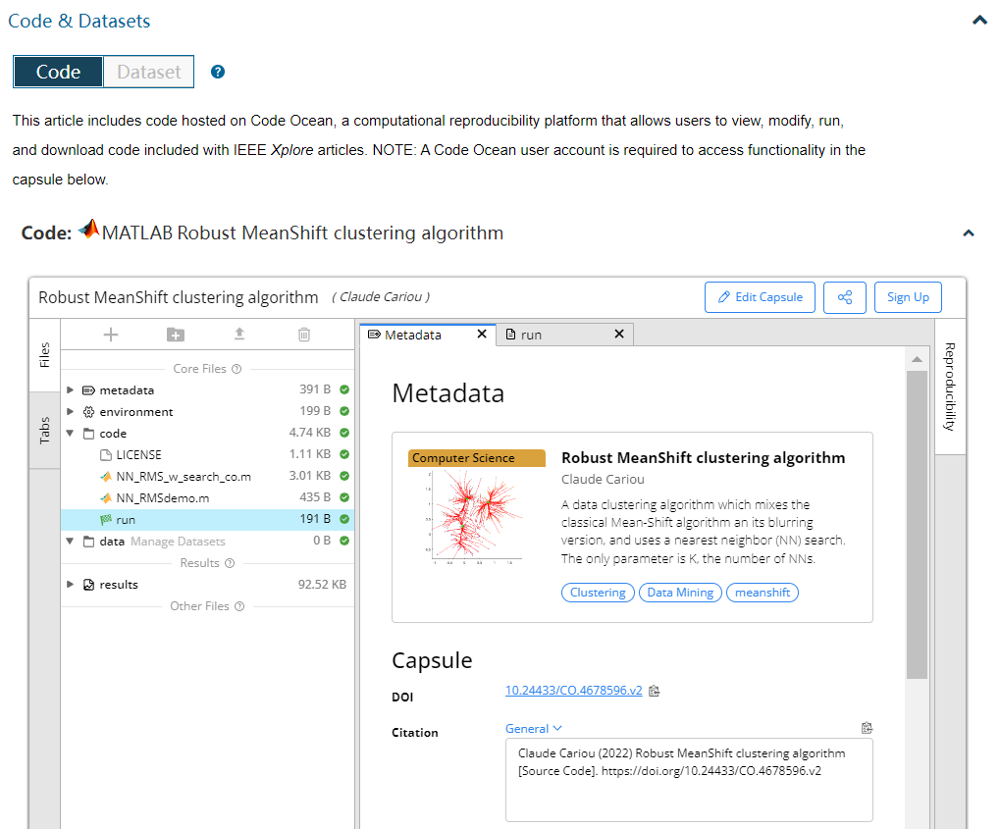 Code & Datasets
Code
Dataset
?
This article includes code hosted on Code Ocean, a computational reproducibility platform that allows users to view, modify, run,
and download code included with IEEE Xplore articles. NOTE: A Code Ocean user account is required to access functionality in the
capsule below.
Code: MATLAB Robust MeanShift clustering algorithm
Robust MeanShift clustering algorithm ( Claude Cariou )
Edit Capsule
Sign Up
Files
Tabs
Core Files ?
metadata 391 B
environment 199 B
code 4.74 KB
LICENSE 1.11 KB
NN_RMS_w_search_co.m 3.01 KB
NN_RMSdemo.m 435 B
run 191 B
data Manage Datasets 0 B
Results ?
results 92.52 KB
Other Files ?
Metadata
run
Metadata
Computer Science
Robust MeanShift clustering algorithm
Claude Cariou
A data clustering algorithm which mixes the
classical Mean-Shift algorithm an its blurring
version, and uses a nearest neighbor (NN) search.
The only parameter is K, the number of NNs.
Clustering
Data Mining
meanshift
Capsule
DOI
10.24433/CO.4678596.v2
Citation
General
Claude Cariou (2022) Robust MeanShift clustering algorithm
[Source Code]. https://doi.org/10.24433/CO.4678596.v2
Reproducibility